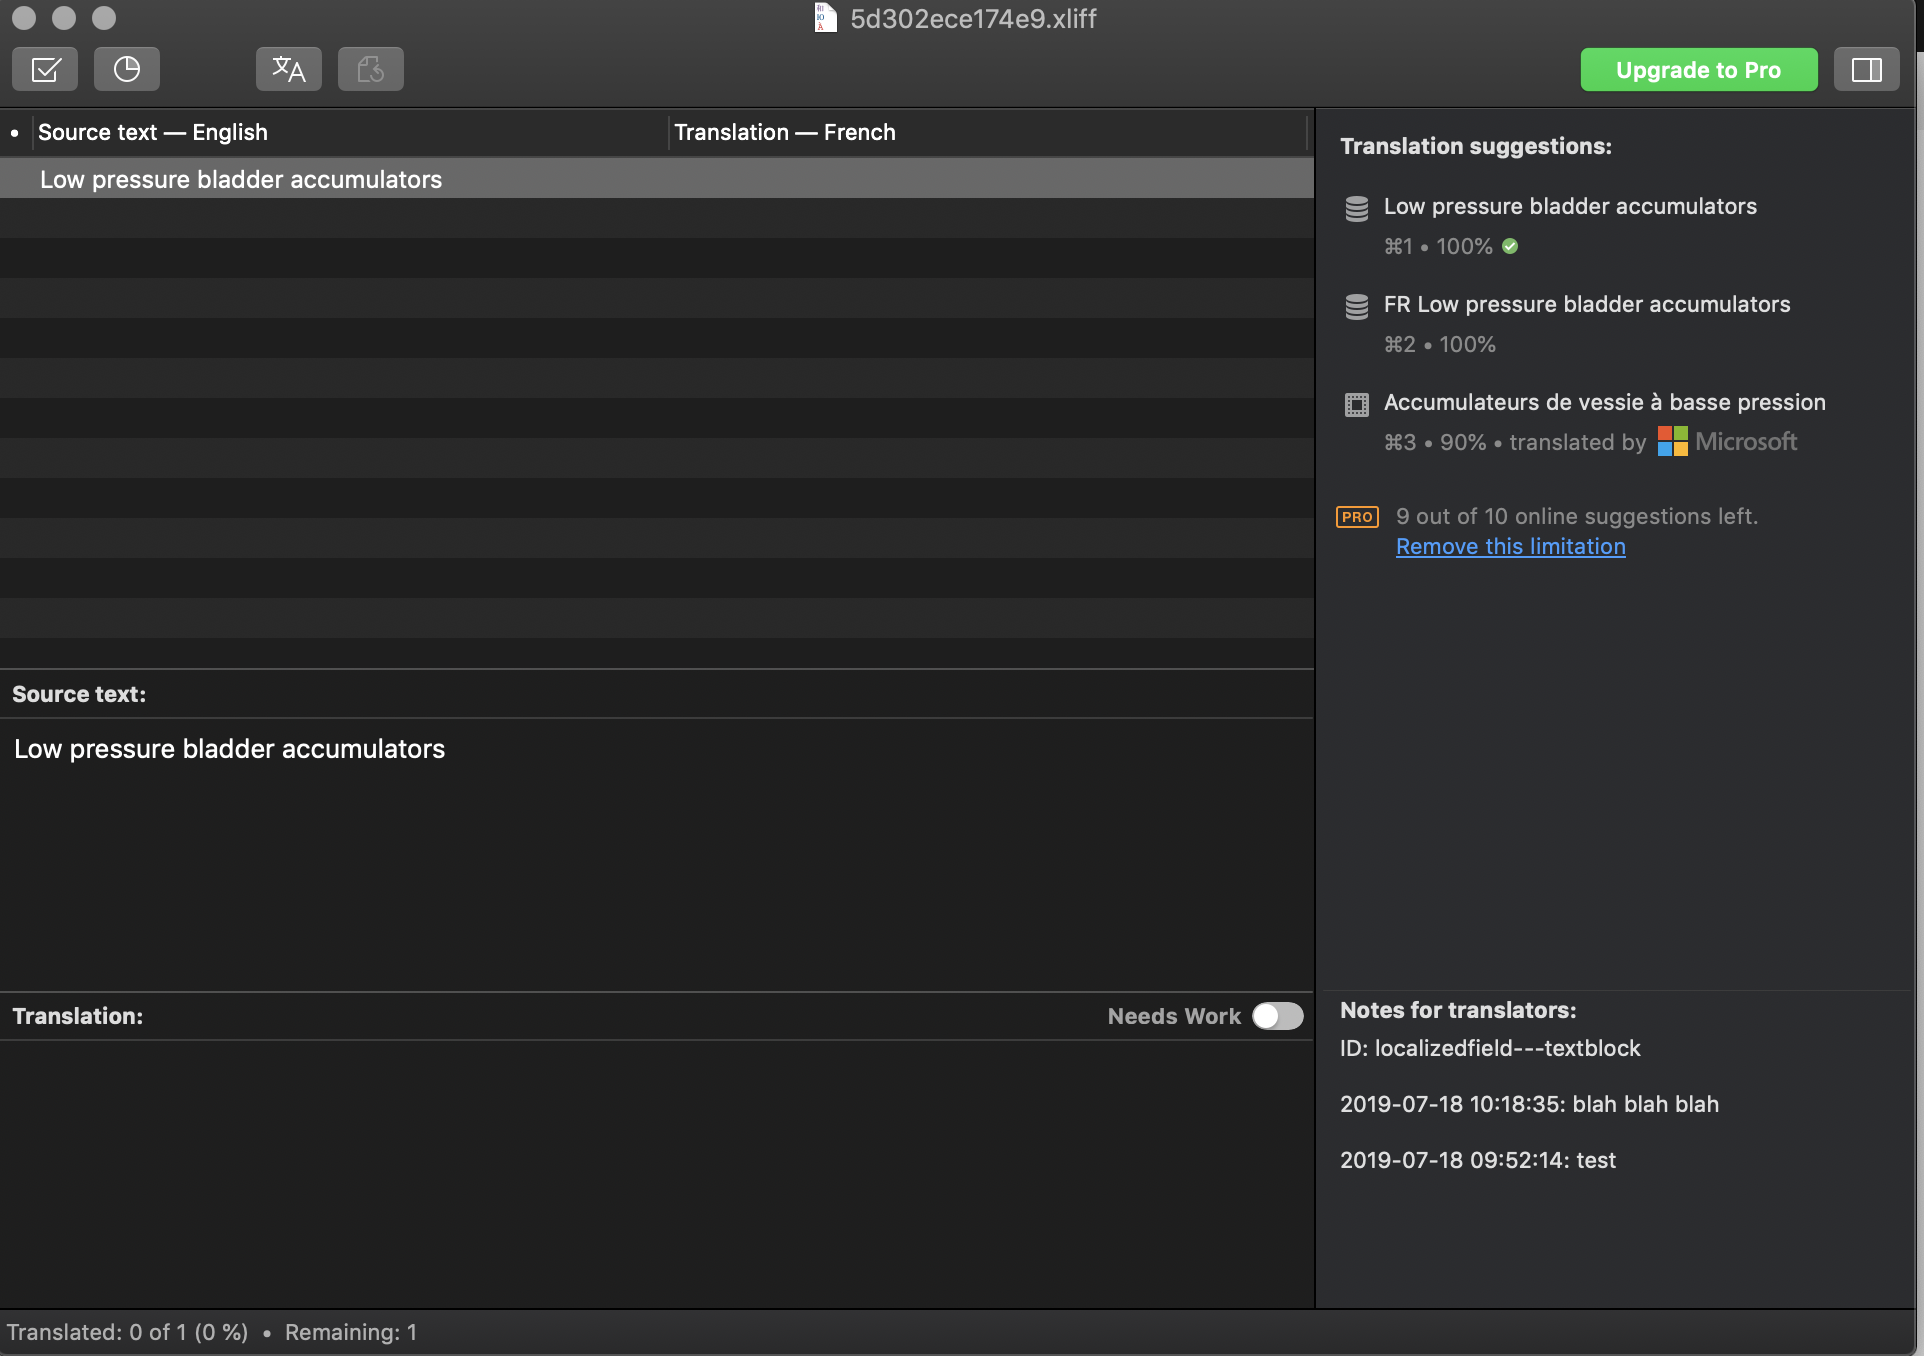 5d302ece174e9.xliff
Upgrade to Pro
• Source text — English
Translation — French
Low pressure bladder accumulators
Source text:
Low pressure bladder accumulators
Translation:
Needs Work
Translated: 0 of 1 (0 %) • Remaining: 1
Translation suggestions:
Low pressure bladder accumulators
⌘1 • 100%
FR Low pressure bladder accumulators
⌘2 • 100%
Accumulateurs de vessie à basse pression
⌘3 • 90% • translated by Microsoft
PRO 9 out of 10 online suggestions left.
Remove this limitation
Notes for translators:
ID: localizedfield---textblock
2019-07-18 10:18:35: blah blah blah
2019-07-18 09:52:14: test